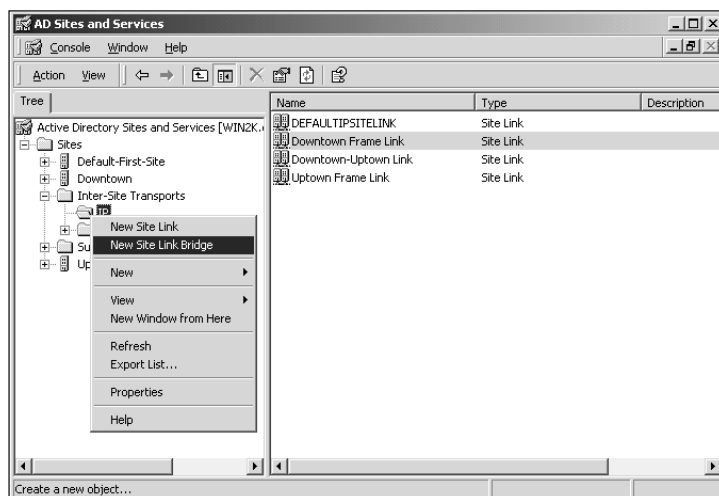 AD Sites and Services
Console Window Help
Action View
Tree
Name Type Description
Active Directory Sites and Services [WIN2K.
Sites
Default-First-Site
Downtown
Inter-Site Transports
IP
Su
Up
DEFAULTIPSITELINK Site Link
Downtown Frame Link Site Link
Downtown-Uptown Link Site Link
Uptown Frame Link Site Link
New Site Link
New Site Link Bridge
New
View
New Window from Here
Refresh
Export List...
Properties
Help
Create a new object...